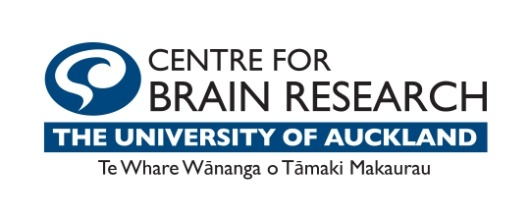 CENTRE FOR
BRAIN RESEARCH
THE UNIVERSITY OF AUCKLAND
Te Whare Wānanga o Tāmaki Makaurau